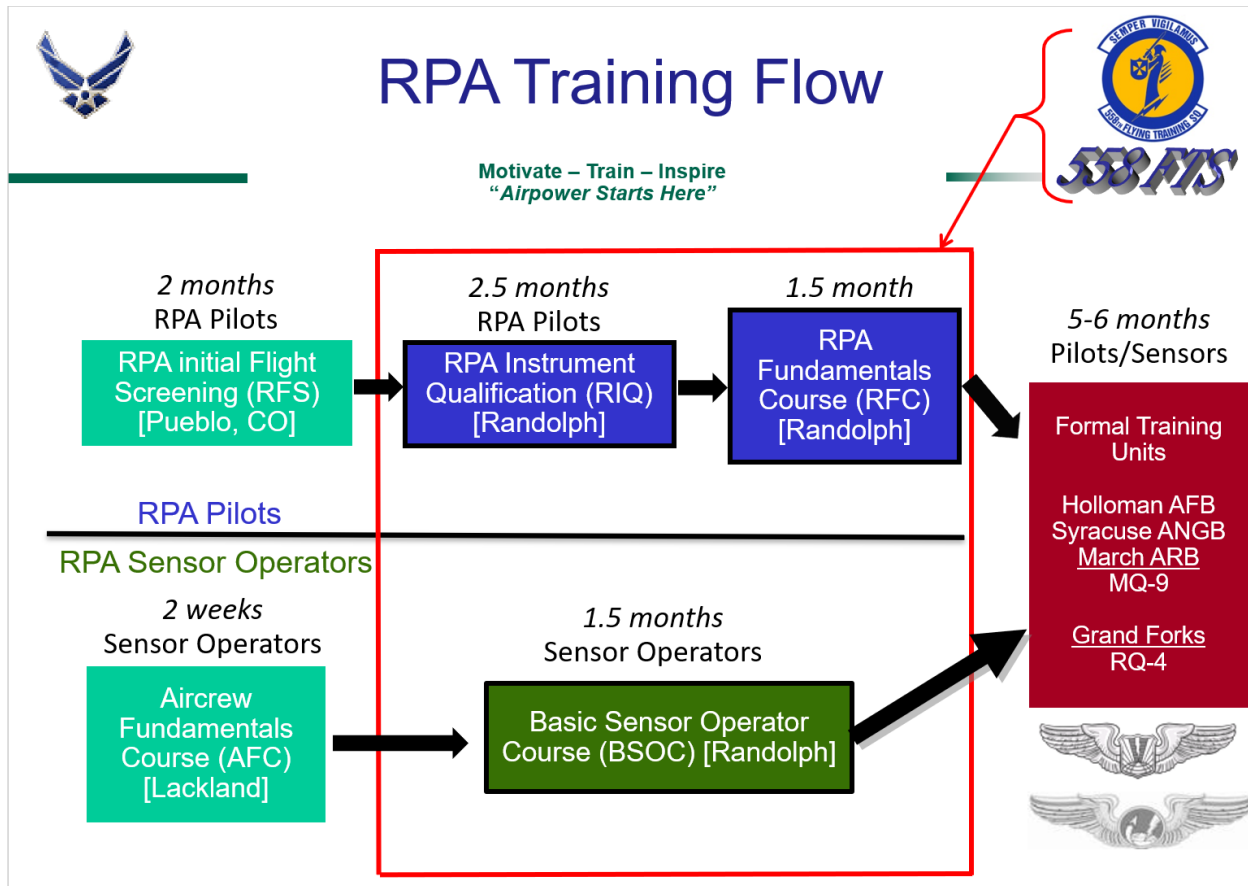 RPA Training Flow
SEMPER VIGILAMUS
558TH FLYING TRAINING SQ
558 FTS
Motivate – Train – Inspire
“Airpower Starts Here”
2 months
RPA Pilots
RPA initial Flight
Screening (RFS)
[Pueblo, CO]
2.5 months
RPA Pilots
RPA Instrument
Qualification (RIQ)
[Randolph]
1.5 month
RPA
Fundamentals
Course (RFC)
[Randolph]
5-6 months
Pilots/Sensors
Formal Training
Units
Holloman AFB
Syracuse ANGB
March ARB
MQ-9
Grand Forks
RQ-4
RPA Pilots
RPA Sensor Operators
2 weeks
Sensor Operators
Aircrew
Fundamentals
Course (AFC)
[Lackland]
1.5 months
Sensor Operators
Basic Sensor Operator
Course (BSOC) [Randolph]